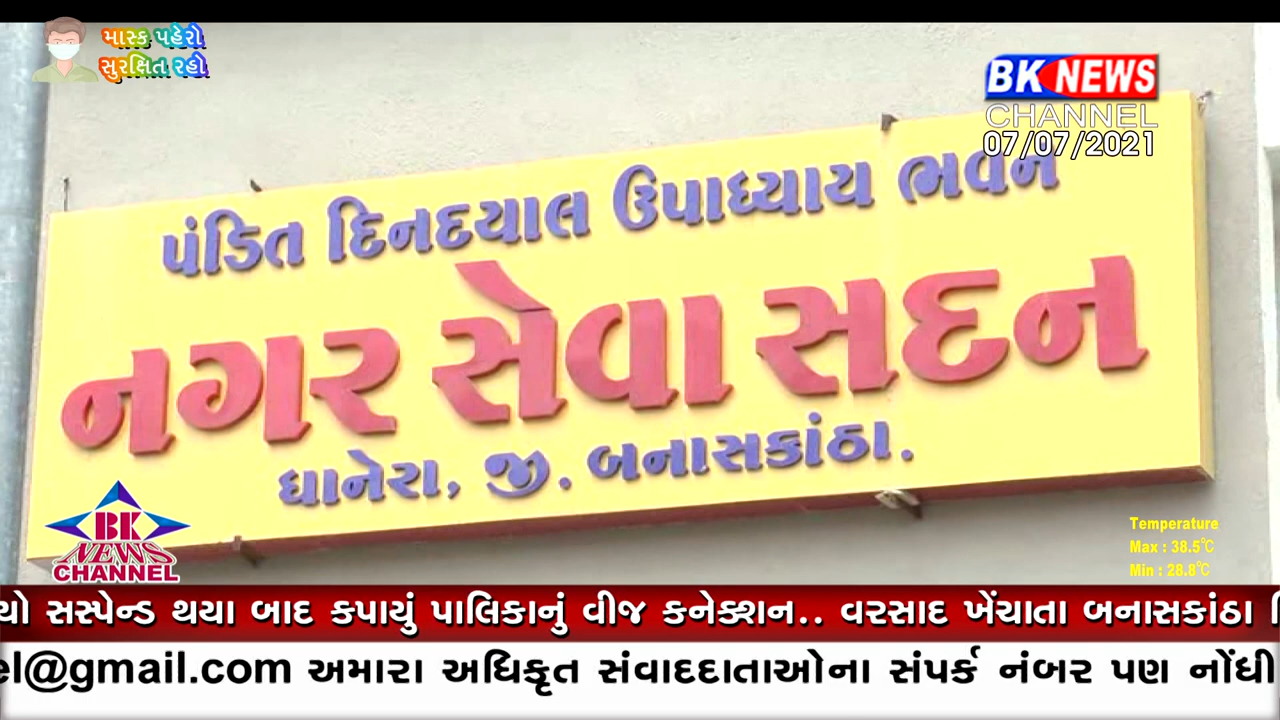 માસ્ક પહેરો
સુરક્ષિત રહો
BK NEWS
CHANNEL
07/07/2021
પંડિત દિનદયાલ ઉપાધ્યાય ભવન
નગર સેવા સદન
ધાનેરા, જી. બનાસકાંઠા.
BK
NEWS
CHANNEL
Temperature
Max : 38.5℃
Min : 28.8℃
યો સસ્પેન્ડ થયા બાદ કપાયું પાલિકાનું વીજ કનેક્શન.. વરસાદ ખેંચાતા બનાસકાંઠા
el@gmail.com અમારા અધિકૃત સંવાદદાતાઓના સંપર્ક નંબર પણ નોંધી